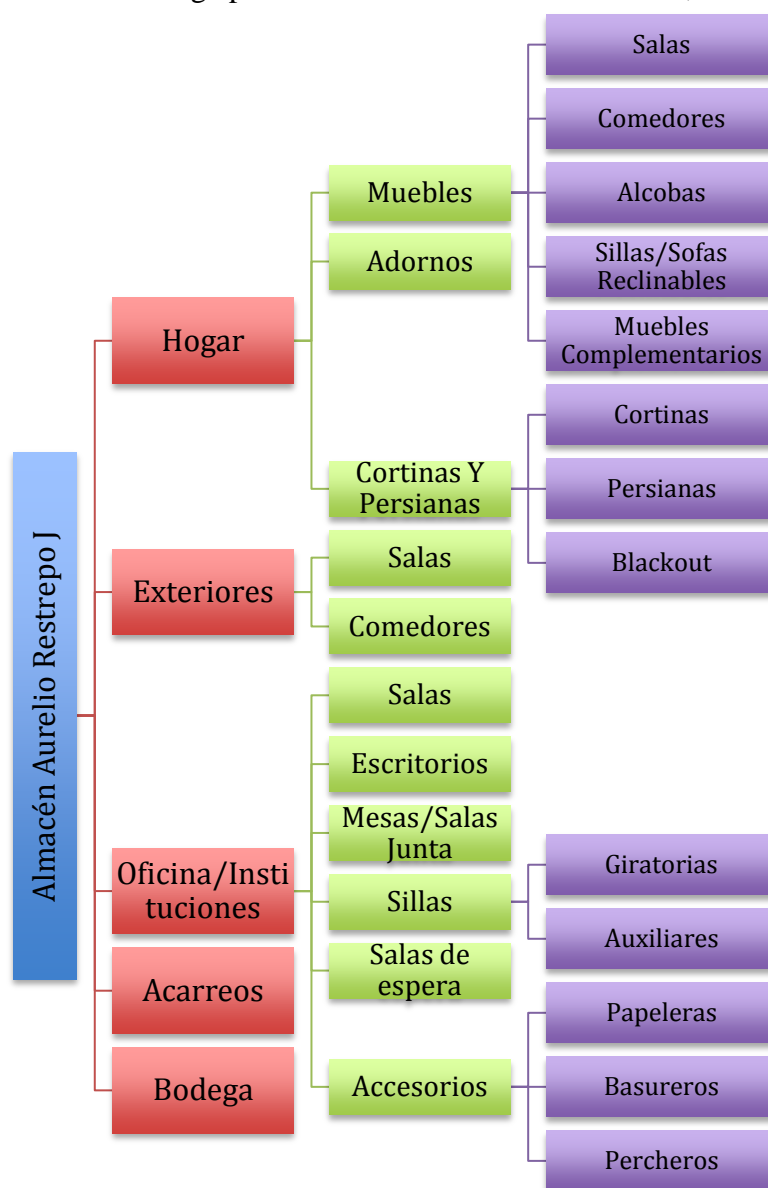 Almacén Aurelio Restrepo J
Hogar
Muebles
Salas
Comedores
Alcobas
Sillas/Sofas
Reclinables
Muebles
Complementarios
Adornos
Cortinas Y
Persianas
Cortinas
Persianas
Blackout
Exteriores
Salas
Comedores
Oficina/Insti
tuciones
Salas
Escritorios
Mesas/Salas
Junta
Sillas
Giratorias
Auxiliares
Salas de
espera
Accesorios
Papeleras
Basureros
Percheros
Acarreos
Bodega